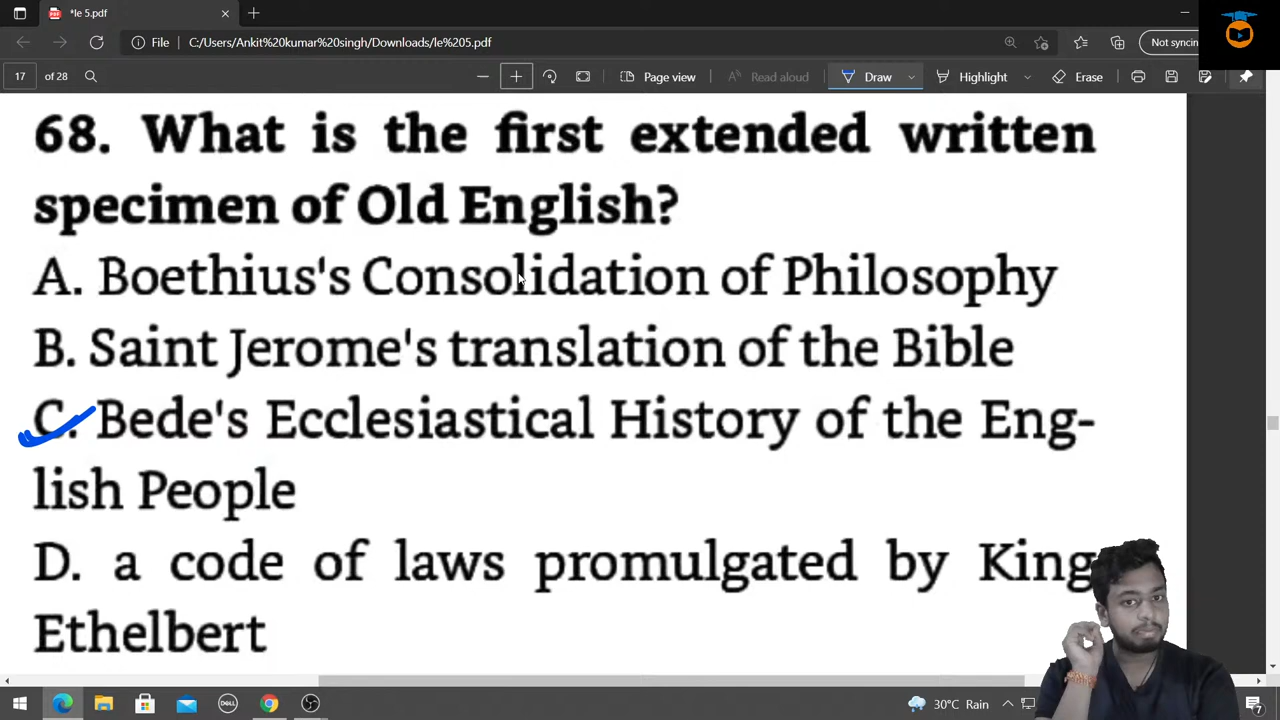 *le 5.pdf
File
C:/Users/Ankit%20kumar%20singh/Downloads/le%205.pdf
Not syncin
17 of 28
Page view
Read aloud
Draw
Highlight
Erase
68. What is the first extended written
specimen of Old English?
A. Boethius's Consolidation of Philosophy
B. Saint Jerome's translation of the Bible
C. Bede's Ecclesiastical History of the Eng-
lish People
D. a code of laws promulgated by King
Ethelbert
DELL
30°C Rain
7